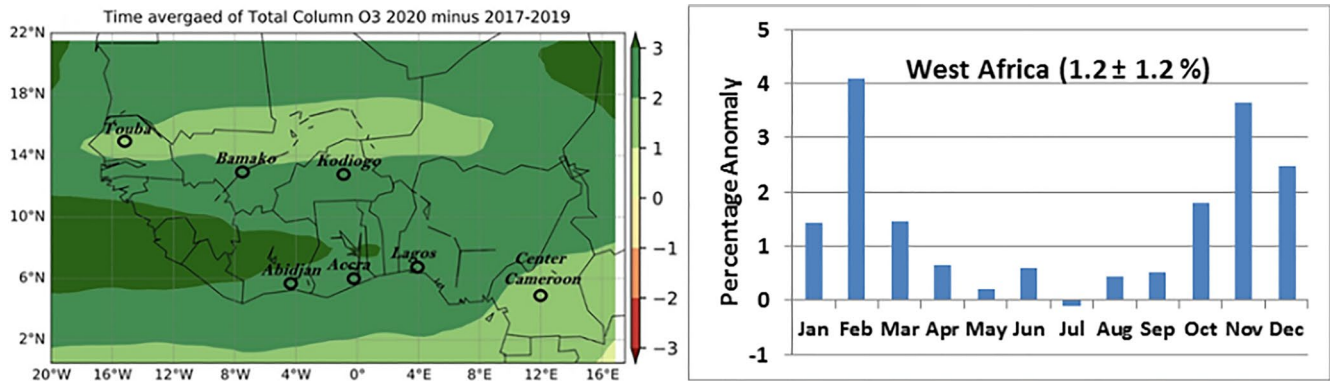 Time avergaed of Total Column O3 2020 minus 2017-2019
22°N
18°N
14°N
10°N
6°N
2°N
20°W 16°W 12°W 8°W 4°W 0° 4°E 8°E 12°E 16°E
Touba
Bamako
Kodiogo
Abidjan
Accra
Lagos
Center
Cameroon
3
2
1
0
−1
−2
−3
West Africa (1.2 ± 1.2 %)
Percentage Anomaly
5
4
3
2
1
0
-1
Jan Feb Mar Apr May Jun Jul Aug Sep Oct Nov Dec